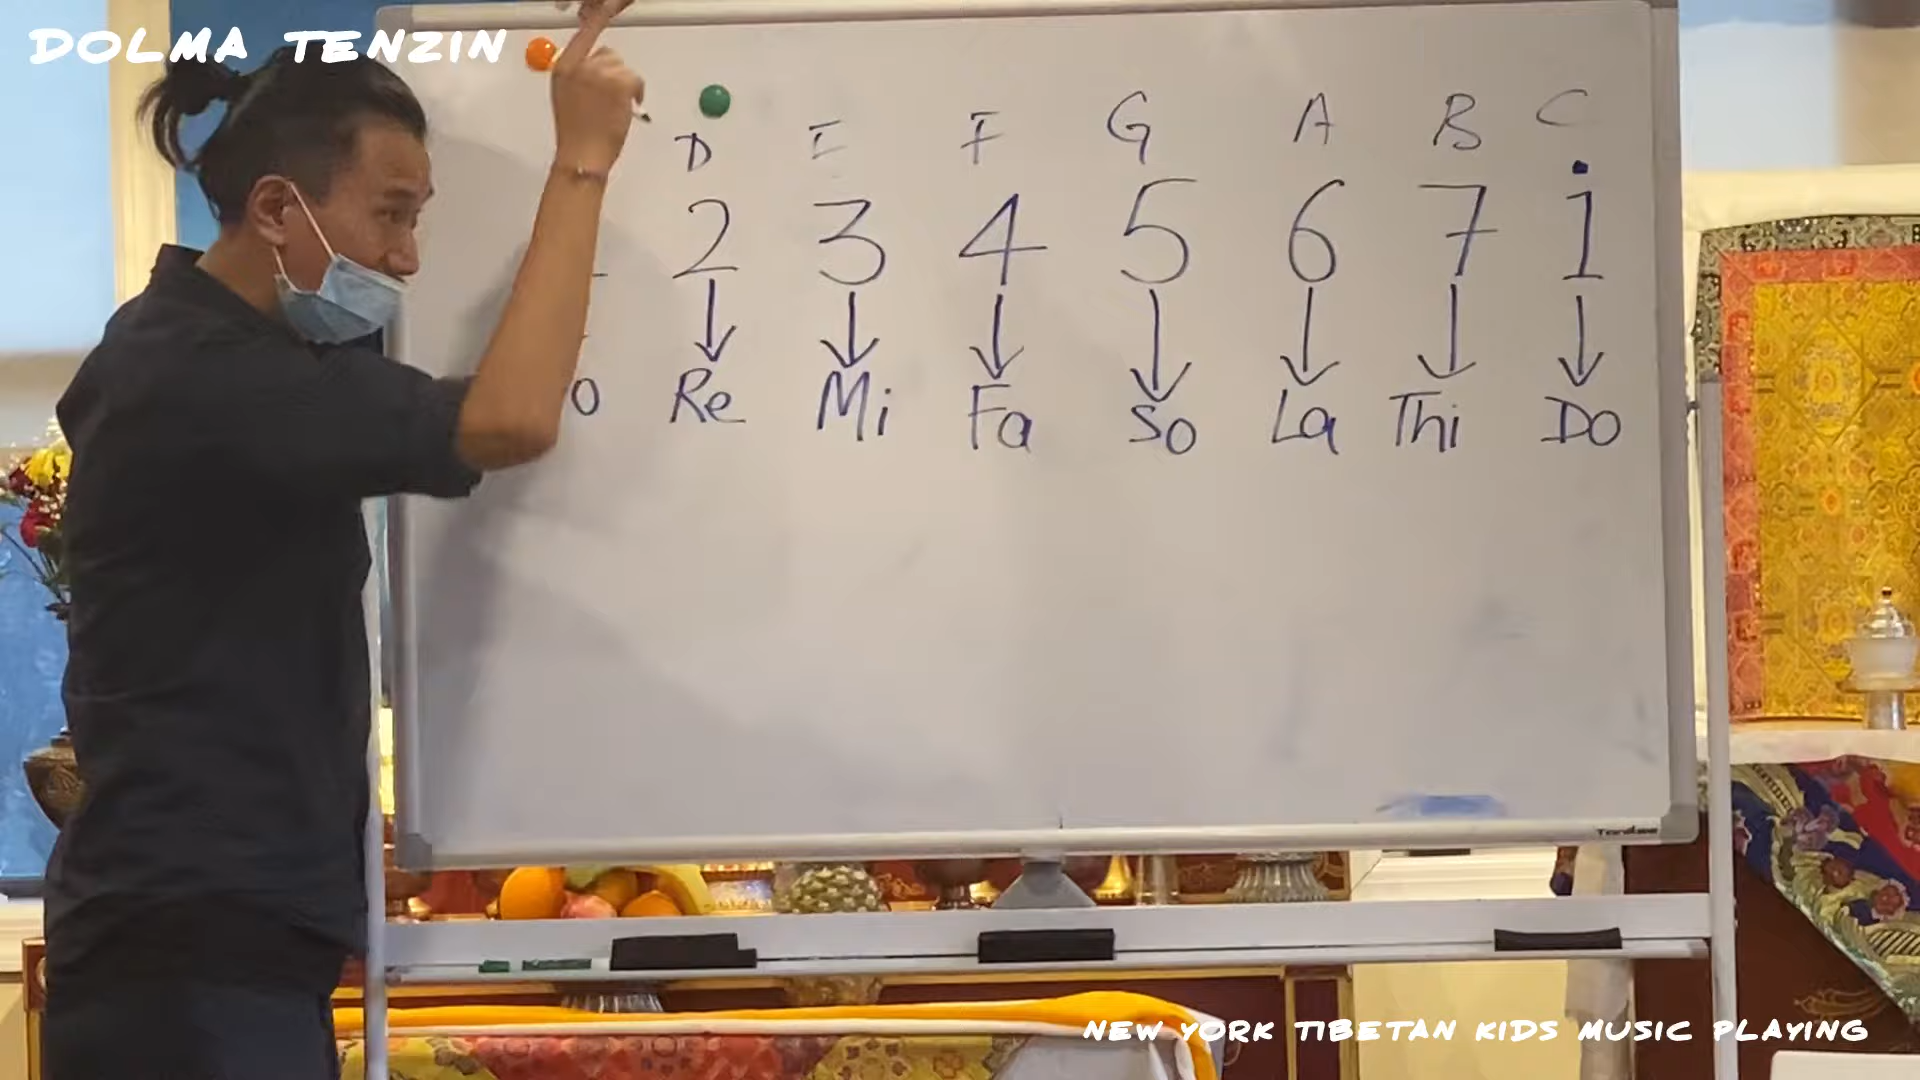 DOLMA TENZIN
D E F G A B C
2 3 4 5 6 7 1̇
o Re Mi Fa So La Thi Do
NEW YORK TIBETAN KIDS MUSIC PLAYING